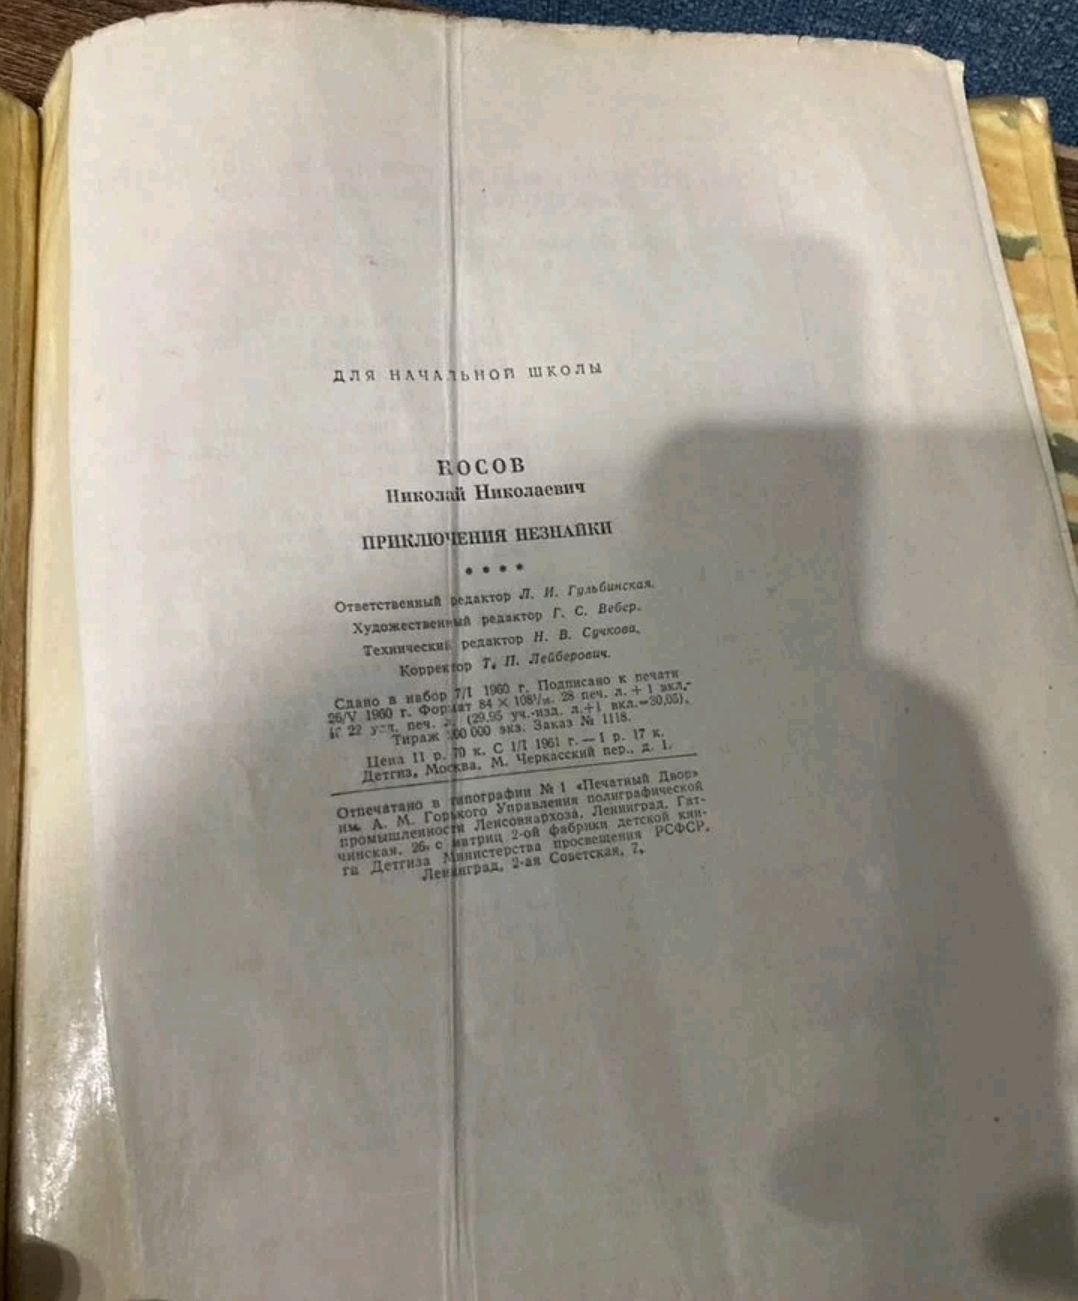 ДЛЯ НАЧАЛЬНОЙ ШКОЛЫ
НОСОВ
Николай Николаевич
ПРИКЛЮЧЕНИЯ НЕЗНАЙКИ
Ответственный редактор Л. И. Гульбинская.
Художественный редактор Г. С. Вебер.
Технический редактор Н. В. Сучкова.
Корректор Т. П. Лейберович.
Сдано в набор 7/I 1960 г. Подписано к печати
26/V 1960 г. Формат 84 × 108¹/₁₆. 28 печ. л. + 1 вкл.-
22 усл. печ. л. (29,95 уч.-изд. л.+1 вкл.=30,05).
Тираж 000 экз. Заказ № 1118.
Цена 11 р. 70 к. С 1/I 1961 г.—1 р. 17 к.
Детгиз, Москва, М. Черкасский пер., д. 1.
Отпечатано в типографии № 1 «Печатный Двор»
им. А. М. Горького Управления полиграфической
промышленности Ленсовнархоза, Ленинград, Гат-
чинская, 26, с матриц 2-ой фабрики детской кни-
ги Детгиза Министерства просвещения РСФСР,
Ленинград, 2-ая Советская, 7.